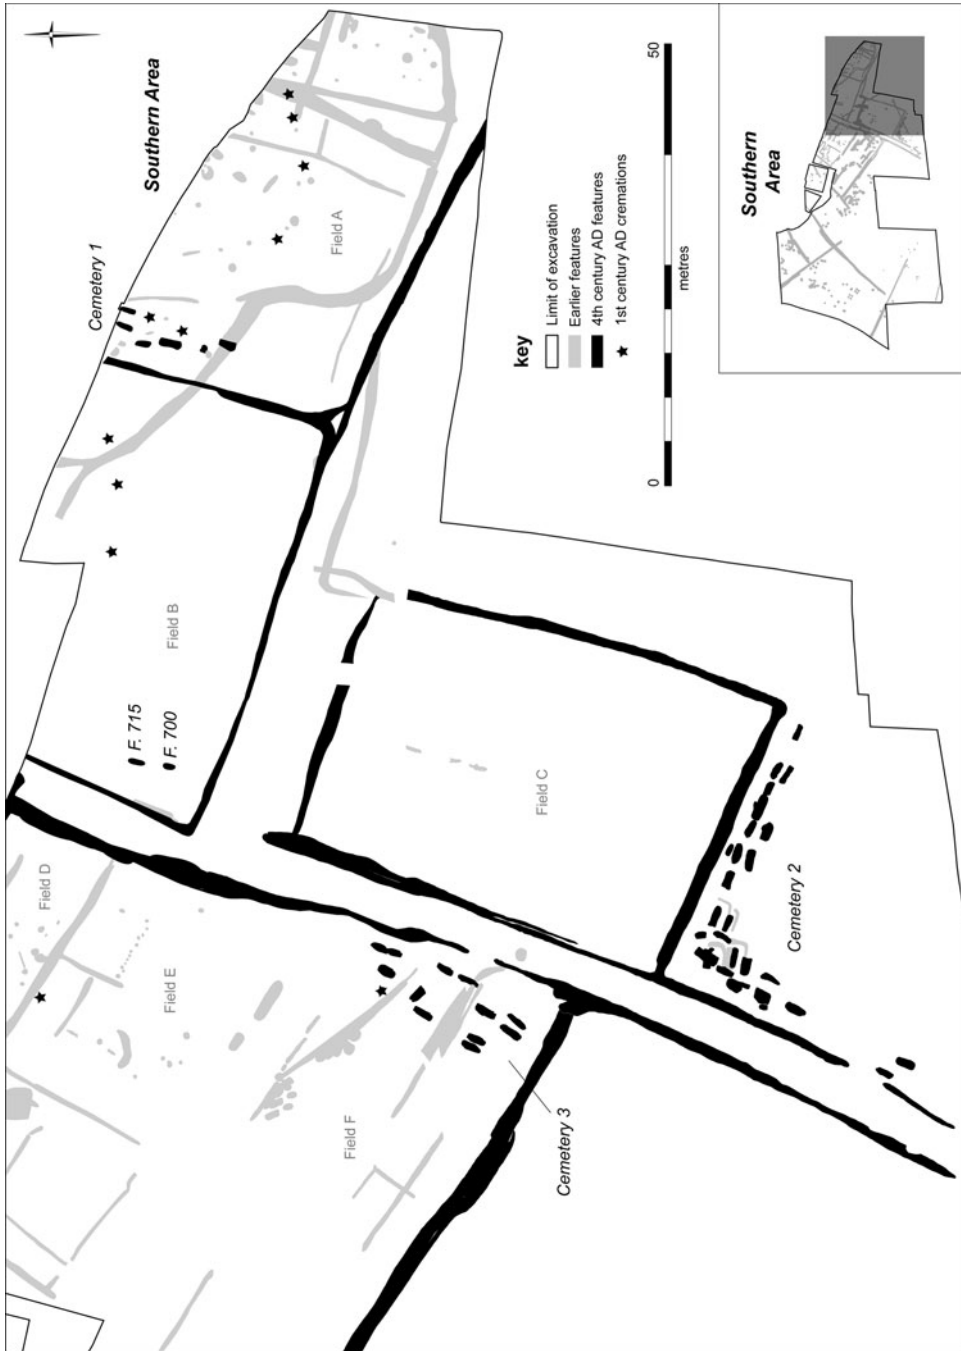 Southern Area
Cemetery 1
Field A
Field B
F. 715
F. 700
Field C
Field D
Field E
Field F
Cemetery 2
Cemetery 3
key
Limit of excavation
Earlier features
4th century AD features
1st century AD cremations
0
50
metres
Southern
Area